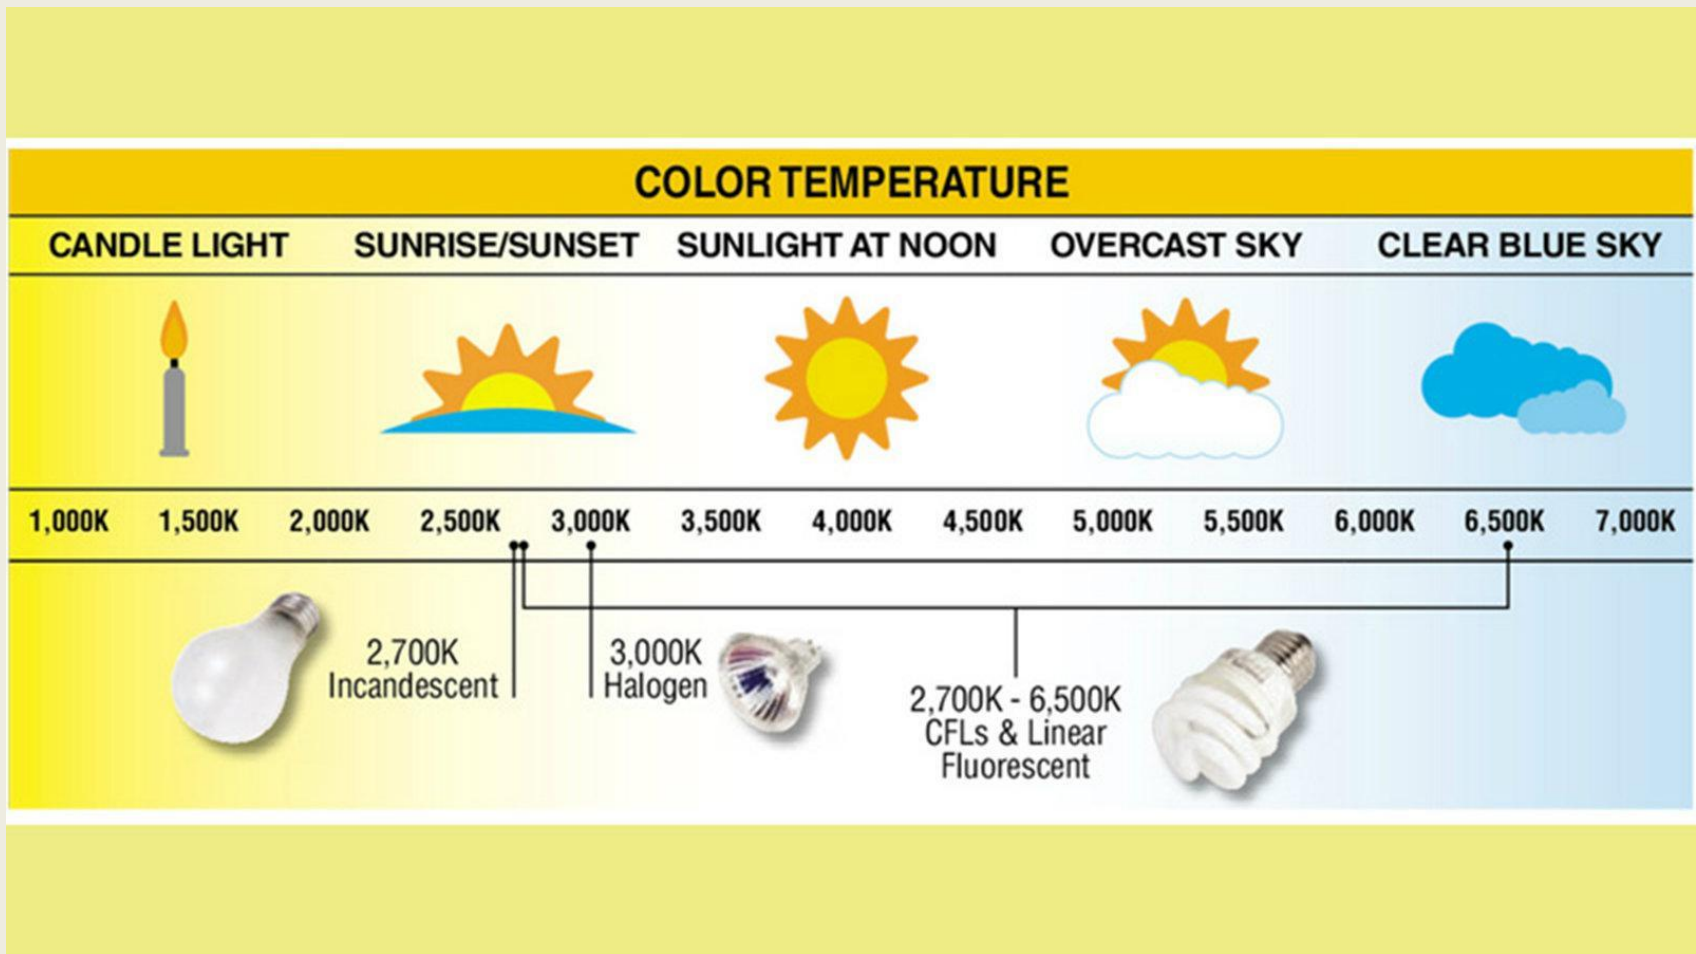 COLOR TEMPERATURE
CANDLE LIGHT SUNRISE/SUNSET SUNLIGHT AT NOON OVERCAST SKY CLEAR BLUE SKY
1,000K 1,500K 2,000K 2,500K 3,000K 3,500K 4,000K 4,500K 5,000K 5,500K 6,000K 6,500K 7,000K
2,700K
Incandescent
3,000K
Halogen
2,700K - 6,500K
CFLs & Linear
Fluorescent